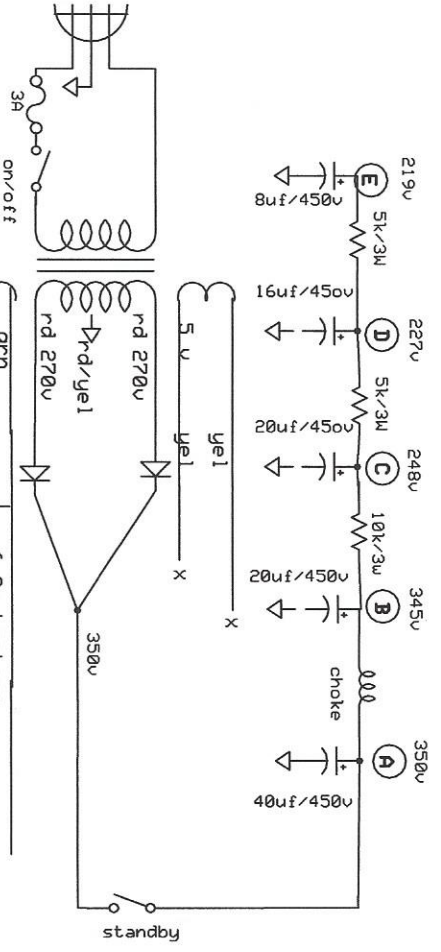 219v
227v
248v
345v
350v
E
D
C
B
A
5k/3W
5k/3W
10k/3w
choke
8uf/450v
16uf/45ov
20uf/45ov
20uf/450v
40uf/450v
standby
3A
on/off
5 v
yel
yel
x
x
rd 270v
rd/yel
rd 270v
350v
grn